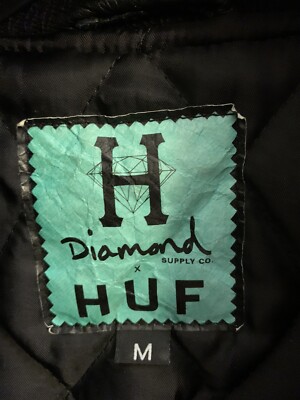 H
Diamond
SUPPLY CO.
x
HUF
M